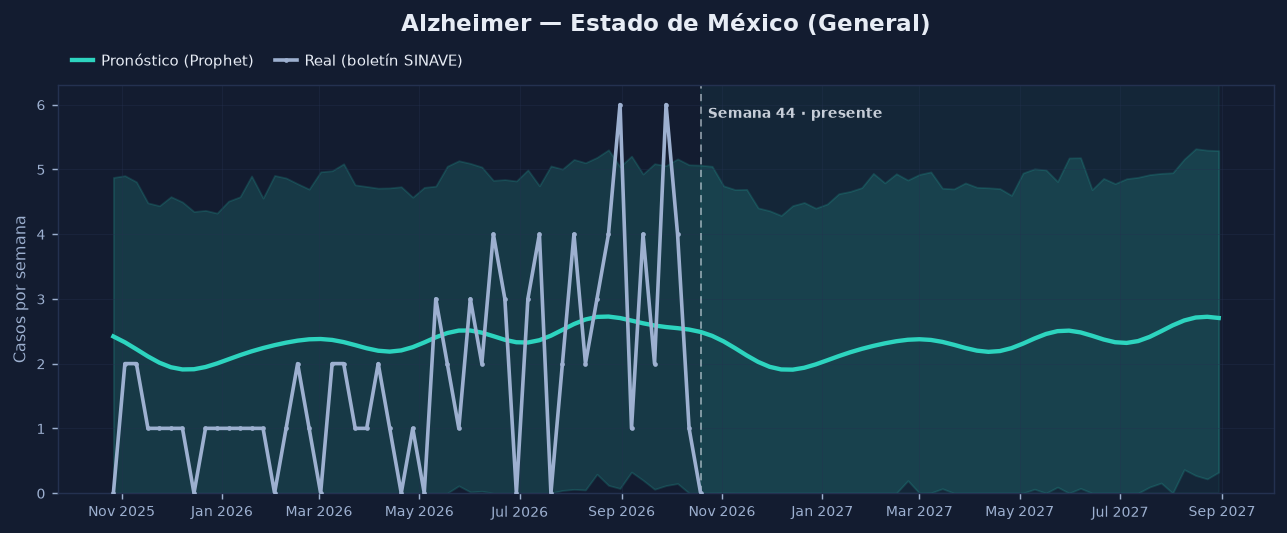 Alzheimer — Estado de México (General)
Pronóstico (Prophet)
Real (boletín SINAVE)
Semana 44 · presente
Casos por semana
6
5
4
3
2
1
0
Nov 2025
Jan 2026
Mar 2026
May 2026
Jul 2026
Sep 2026
Nov 2026
Jan 2027
Mar 2027
May 2027
Jul 2027
Sep 2027